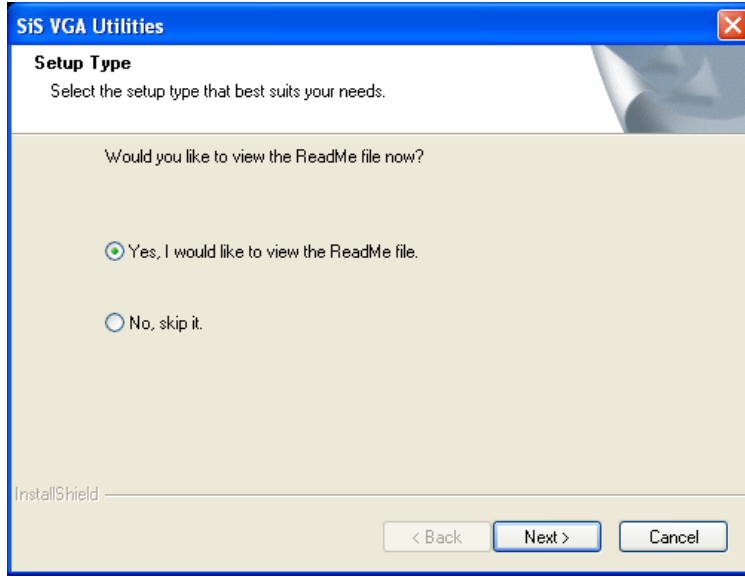 SiS VGA Utilities
Setup Type
Select the setup type that best suits your needs.
Would you like to view the ReadMe file now?
Yes, I would like to view the ReadMe file.
No, skip it.
InstallShield
< Back
Next >
Cancel